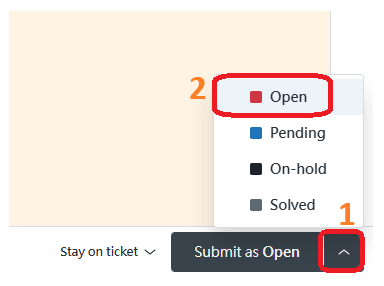 2
Open
Pending
On-hold
Solved
1
Stay on ticket
Submit as Open